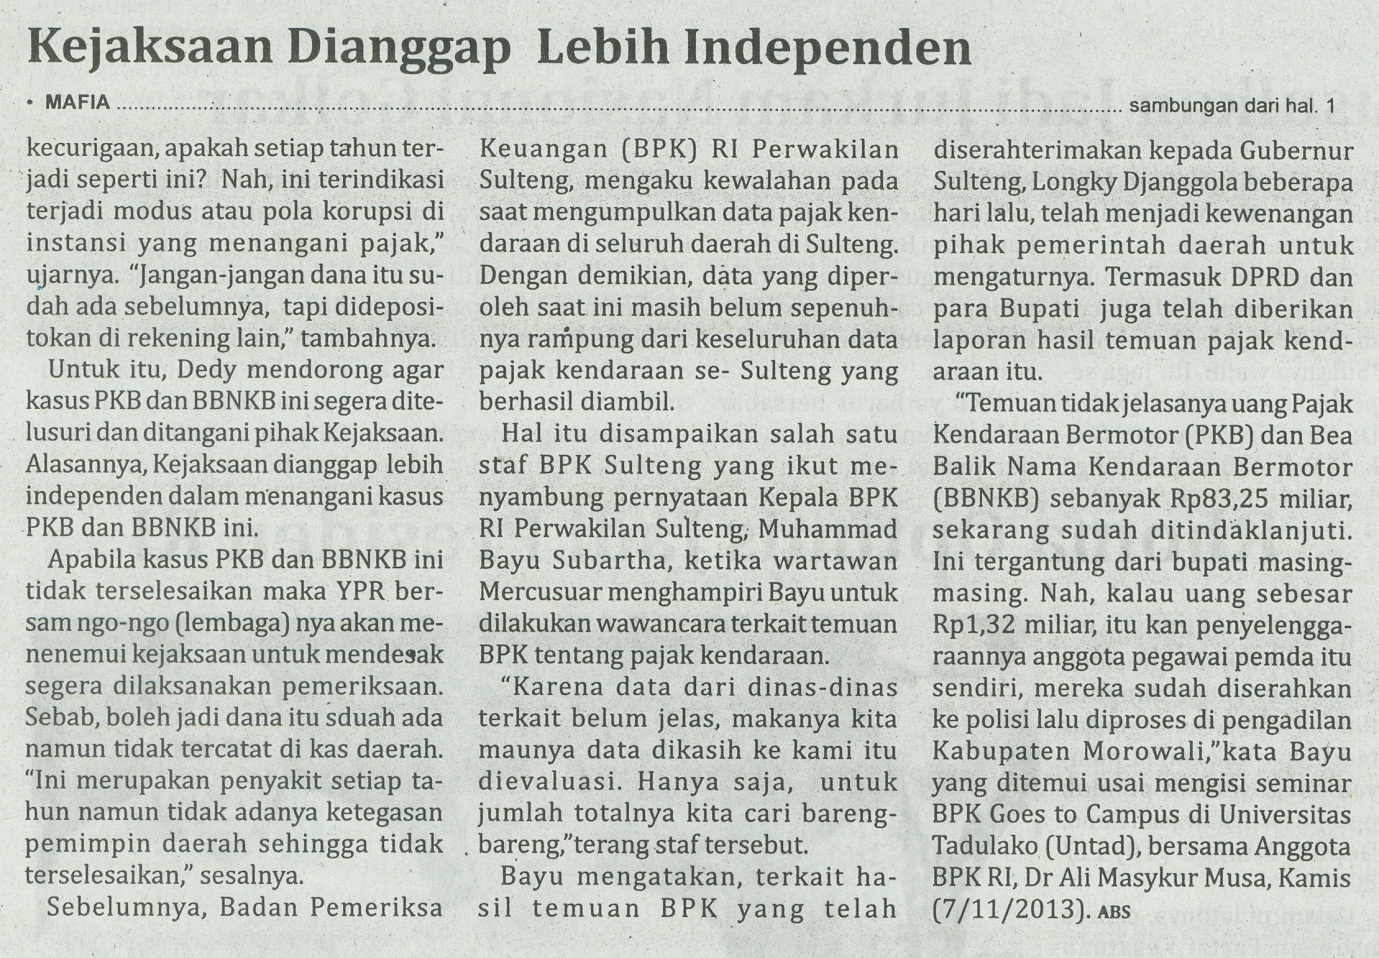 Kejaksaan Dianggap Lebih Independen
• MAFIA ........................................................ sambungan dari hal. 1
kecurigaan, apakah setiap tahun ter-
jadi seperti ini? Nah, ini terindikasi
terjadi modus atau pola korupsi di
instansi yang menangani pajak,”
ujarnya. “Jangan-jangan dana itu su-
dah ada sebelumnya, tapi dideposi-
tokan di rekening lain,” tambahnya.
Untuk itu, Dedy mendorong agar
kasus PKB dan BBNKB ini segera dite-
lusuri dan ditangani pihak Kejaksaan.
Alasannya, Kejaksaan dianggap lebih
independen dalam menangani kasus
PKB dan BBNKB ini.
Apabila kasus PKB dan BBNKB ini
tidak terselesaikan maka YPR ber-
sam ngo-ngo (lembaga) nya akan me-
nenemui kejaksaan untuk mendesak
segera dilaksanakan pemeriksaan.
Sebab, boleh jadi dana itu sduah ada
namun tidak tercatat di kas daerah.
“Ini merupakan penyakit setiap ta-
hun namun tidak adanya ketegasan
pemimpin daerah sehingga tidak
terselesaikan,” sesalnya.
Sebelumnya, Badan Pemeriksa
Keuangan (BPK) RI Perwakilan
Sulteng, mengaku kewalahan pada
saat mengumpulkan data pajak ken-
daraan di seluruh daerah di Sulteng.
Dengan demikian, data yang diper-
oleh saat ini masih belum sepenuh-
nya rampung dari keseluruhan data
pajak kendaraan se- Sulteng yang
berhasil diambil.
Hal itu disampaikan salah satu
staf BPK Sulteng yang ikut me-
nyambung pernyataan Kepala BPK
RI Perwakilan Sulteng, Muhammad
Bayu Subartha, ketika wartawan
Mercusuar menghampiri Bayu untuk
dilakukan wawancara terkait temuan
BPK tentang pajak kendaraan.
“Karena data dari dinas-dinas
terkait belum jelas, makanya kita
maunya data dikasih ke kami itu
dievaluasi. Hanya saja, untuk
jumlah totalnya kita cari bareng-
bareng,”terang staf tersebut.
Bayu mengatakan, terkait ha-
sil temuan BPK yang telah
diserahterimakan kepada Gubernur
Sulteng, Longky Djanggola beberapa
hari lalu, telah menjadi kewenangan
pihak pemerintah daerah untuk
mengaturnya. Termasuk DPRD dan
para Bupati juga telah diberikan
laporan hasil temuan pajak kend-
araan itu.
“Temuan tidak jelasanya uang Pajak
Kendaraan Bermotor (PKB) dan Bea
Balik Nama Kendaraan Bermotor
(BBNKB) sebanyak Rp83,25 miliar,
sekarang sudah ditindaklanjuti.
Ini tergantung dari bupati masing-
masing. Nah, kalau uang sebesar
Rp1,32 miliar, itu kan penyelengga-
raannya anggota pegawai pemda itu
sendiri, mereka sudah diserahkan
ke polisi lalu diproses di pengadilan
Kabupaten Morowali,”kata Bayu
yang ditemui usai mengisi seminar
BPK Goes to Campus di Universitas
Tadulako (Untad), bersama Anggota
BPK RI, Dr Ali Masykur Musa, Kamis
(7/11/2013). ABS